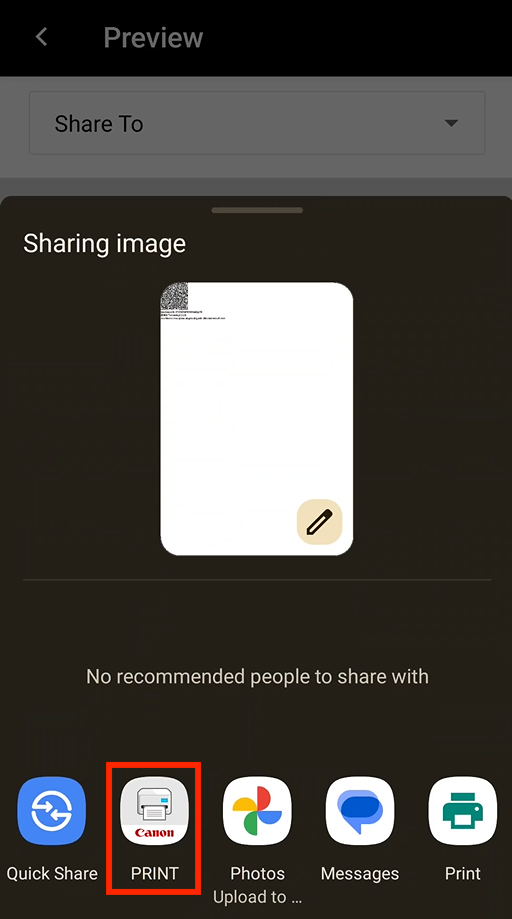 Preview
Share To
Sharing image
No recommended people to share with
Canon
Quick Share
PRINT
Photos
Messages
Print
Upload to ...